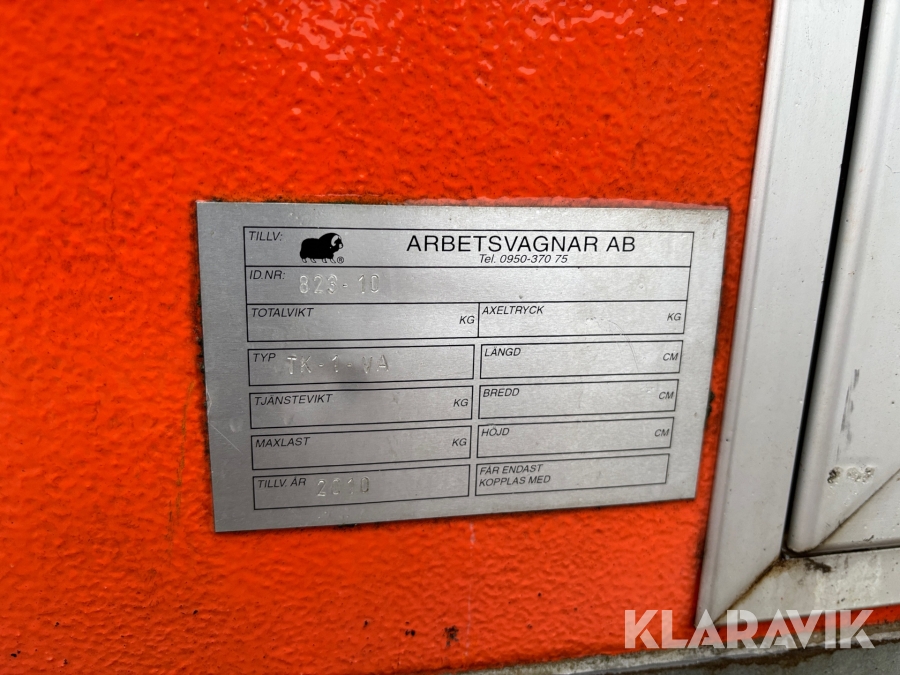 TILLV:
ARBETSVAGNAR AB
Tel. 0950-370 75
®
ID.NR: 823-10
TOTALVIKT KG
AXELTRYCK KG
TYP TK-1-VA
LÄNGD CM
TJÄNSTEVIKT KG
BREDD CM
MAXLAST KG
HÖJD CM
TILLV. ÅR 2010
FÅR ENDAST
KOPPLAS MED
KLARAVIK